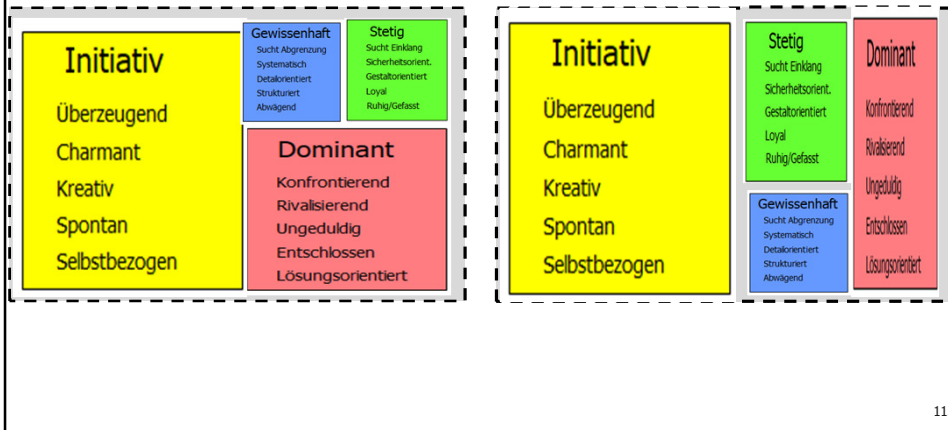 Initiativ
Überzeugend
Charmant
Kreativ
Spontan
Selbstbezogen
Gewissenhaft
Sucht Abgrenzung
Systematisch
Detailorientiert
Strukturiert
Abwägend
Stetig
Sucht Einklang
Sicherheitsorient.
Gestaltorientiert
Loyal
Ruhig/Gefasst
Dominant
Konfrontierend
Rivalisierend
Ungeduldig
Entschlossen
Lösungsorientiert
Initiativ
Überzeugend
Charmant
Kreativ
Spontan
Selbstbezogen
Stetig
Sucht Einklang
Sicherheitsorient.
Gestaltorientiert
Loyal
Ruhig/Gefasst
Gewissenhaft
Sucht Abgrenzung
Systematisch
Detailorientiert
Strukturiert
Abwägend
Dominant
Konfrontierend
Rivalisierend
Ungeduldig
Entschlossen
Lösungsorientiert
11